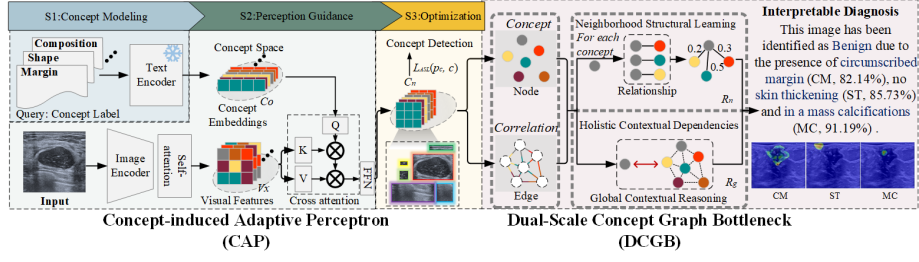 S1:Concept Modeling
S2:Perception Guidance
S3:Optimization
Composition
Shape
Margin
Query: Concept Label
Text
Encoder
Concept Space
Co
Concept
Embeddings
Input
Image
Encoder
Self-
attention
Visual Features
Vx
Q
K
V
Cross attention
FFN
Concept Detection
Cn
Concept-induced Adaptive Perceptron
(CAP)
Concept
Node
Correlation
Edge
Neighborhood Structural Learning
For each
concept
Relationship
0.2
0.3
0.5
Rn
Holistic Contextual Dependencies
Rg
Global Contextual Reasoning
Dual-Scale Concept Graph Bottleneck
(DCGB)
Interpretable Diagnosis
This image has been
identified as Benign due to
the presence of circumscribed
margin (CM, 82.14%), no
skin thickening (ST, 85.73%)
and in a mass calcifications
(MC, 91.19%) .
CM
ST
MC